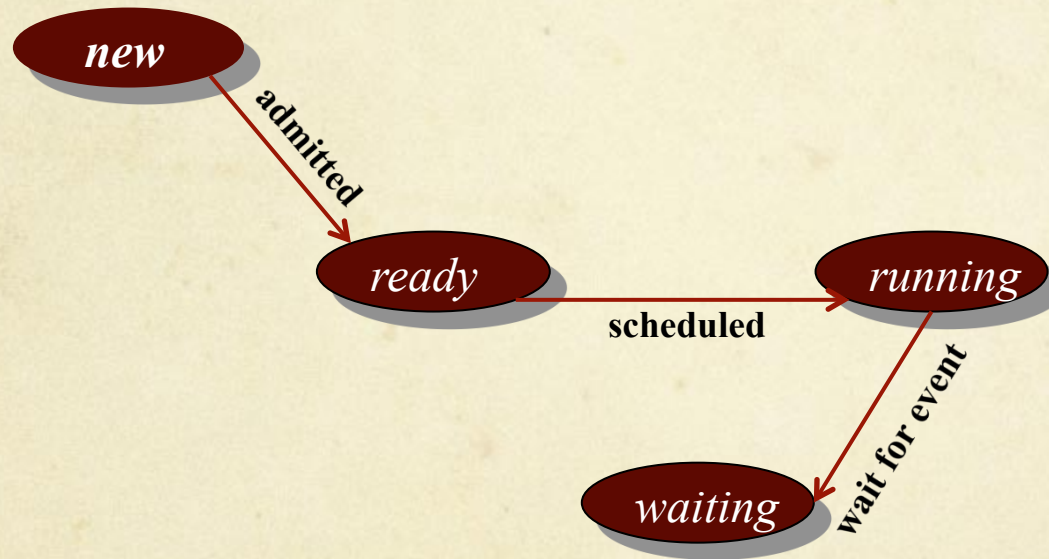 new
admitted
ready
running
scheduled
wait for event
waiting